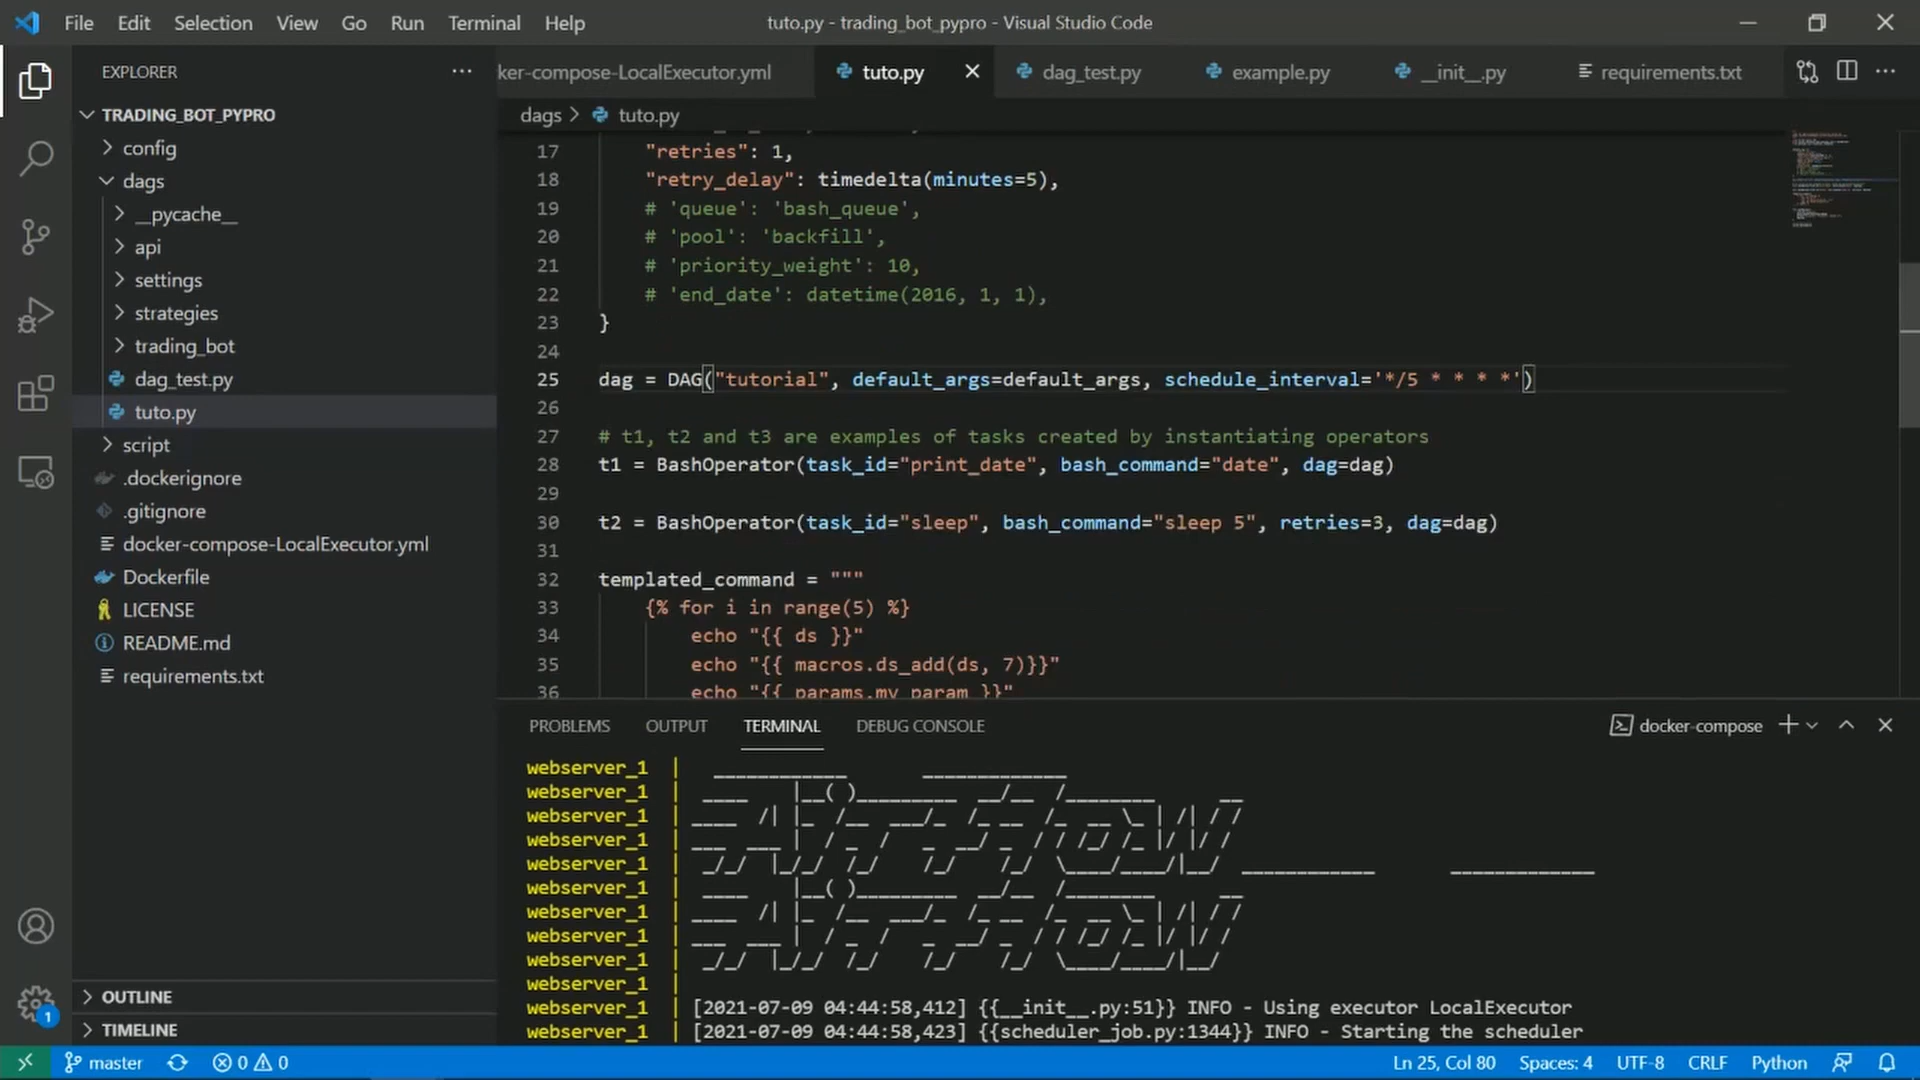 File Edit Selection View Go Run Terminal Help tuto.py - trading_bot_pypro - Visual Studio Code
EXPLORER
TRADING_BOT_PYPRO
config
dags
__pycache__
api
settings
strategies
trading_bot
dag_test.py
tuto.py
script
.dockerignore
.gitignore
docker-compose-LocalExecutor.yml
Dockerfile
LICENSE
README.md
requirements.txt
OUTLINE
TIMELINE
ker-compose-LocalExecutor.yml tuto.py dag_test.py example.py __init__.py requirements.txt
dags > tuto.py
17 "retries": 1,
18 "retry_delay": timedelta(minutes=5),
19 # 'queue': 'bash_queue',
20 # 'pool': 'backfill',
21 # 'priority_weight': 10,
22 # 'end_date': datetime(2016, 1, 1),
23 }
24
25 dag = DAG("tutorial", default_args=default_args, schedule_interval='*/5 * * * *')
26
27 # t1, t2 and t3 are examples of tasks created by instantiating operators
28 t1 = BashOperator(task_id="print_date", bash_command="date", dag=dag)
29
30 t2 = BashOperator(task_id="sleep", bash_command="sleep 5", retries=3, dag=dag)
31
32 templated_command = """
33 {% for i in range(5) %}
34 echo "{{ ds }}"
35 echo "{{ macros.ds_add(ds, 7)}}"
36 echo "{{ params.my_param }}"
PROBLEMS OUTPUT TERMINAL DEBUG CONSOLE docker-compose
webserver_1 |
webserver_1 |
webserver_1 |
webserver_1 |
webserver_1 |
webserver_1 |
webserver_1 |
webserver_1 |
webserver_1 |
webserver_1 |
webserver_1 | [2021-07-09 04:44:58,412] {{__init__.py:51}} INFO - Using executor LocalExecutor
webserver_1 | [2021-07-09 04:44:58,423] {{scheduler_job.py:1344}} INFO - Starting the scheduler
1
master 0 0 Ln 25, Col 80 Spaces: 4 UTF-8 CRLF Python